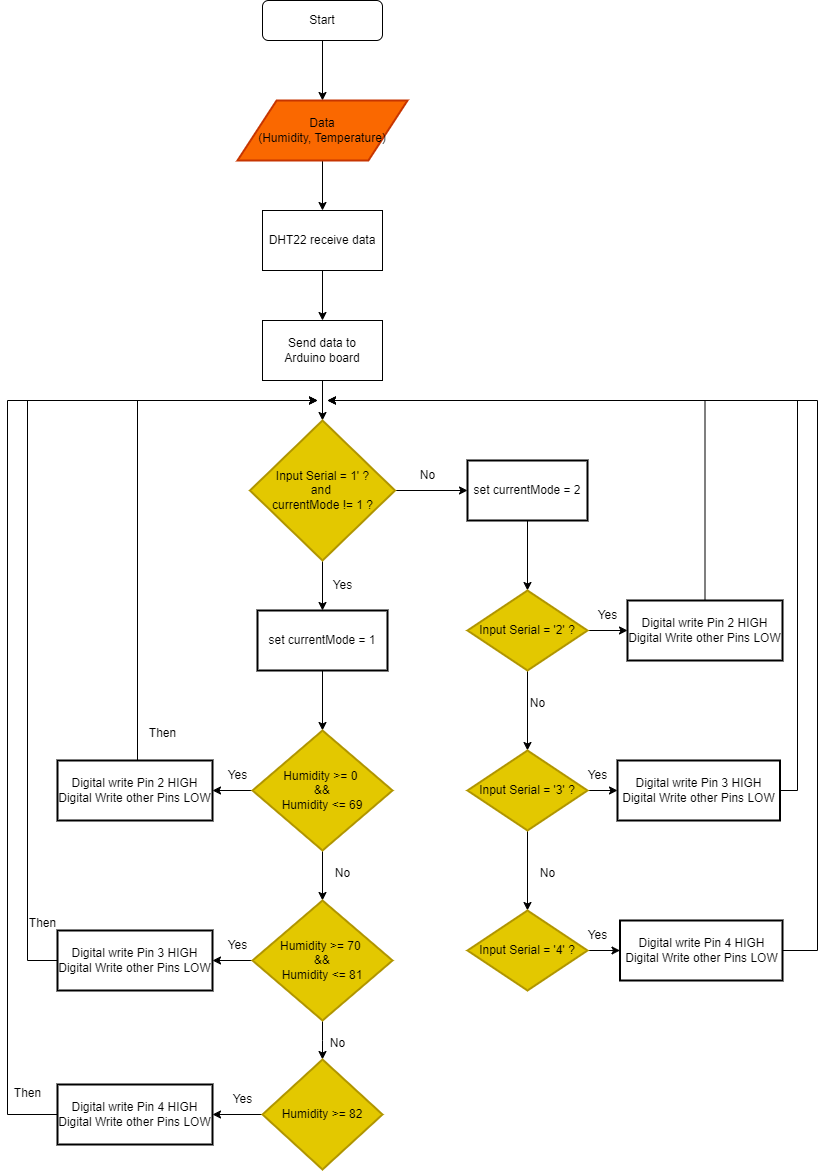 Start
Data
(Humidity, Temperature)
DHT22 receive data
Send data to
Arduino board
Input Serial = 1' ?
and
currentMode != 1 ?
No
set currentMode = 2
Yes
set currentMode = 1
Input Serial = '2' ?
Yes
Digital write Pin 2 HIGH
Digital Write other Pins LOW
No
Then
Humidity >= 0
&&
Humidity <= 69
Yes
Digital write Pin 2 HIGH
Digital Write other Pins LOW
Input Serial = '3' ?
Yes
Digital write Pin 3 HIGH
Digital Write other Pins LOW
No
No
Then
Humidity >= 70
&&
Humidity <= 81
Yes
Digital write Pin 3 HIGH
Digital Write other Pins LOW
Input Serial = '4' ?
Yes
Digital write Pin 4 HIGH
Digital Write other Pins LOW
No
Then
Humidity >= 82
Yes
Digital write Pin 4 HIGH
Digital Write other Pins LOW